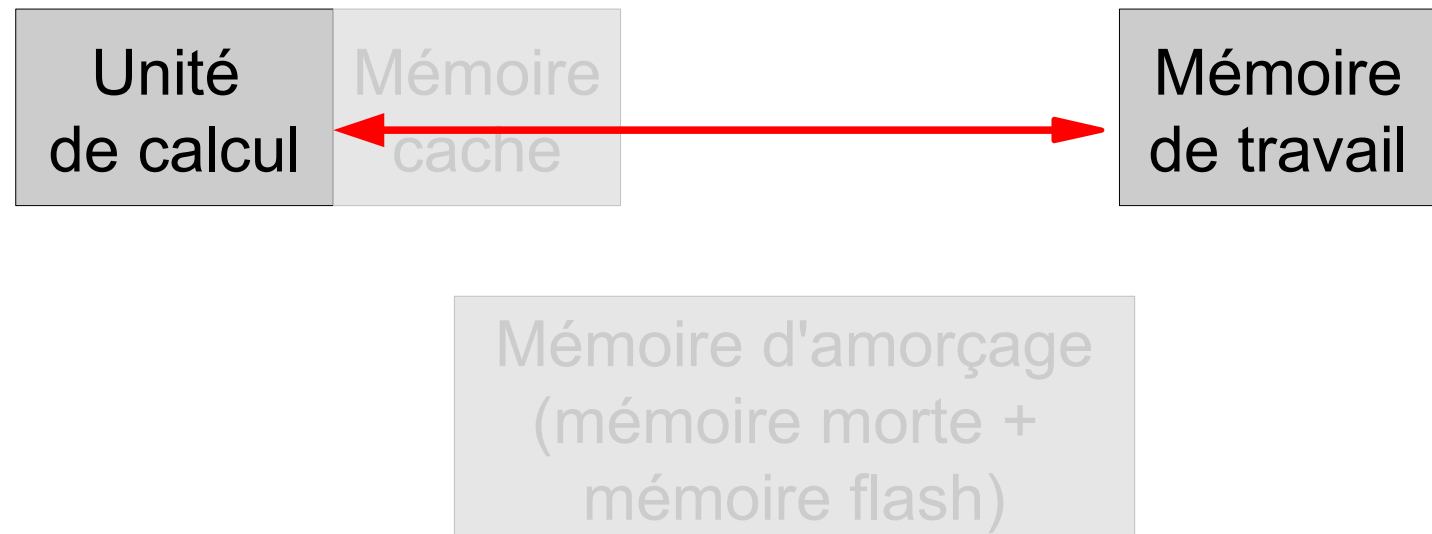 Unité
de calcul
Mémoire
cache
Mémoire
de travail
Mémoire d'amorçage
(mémoire morte +
mémoire flash)